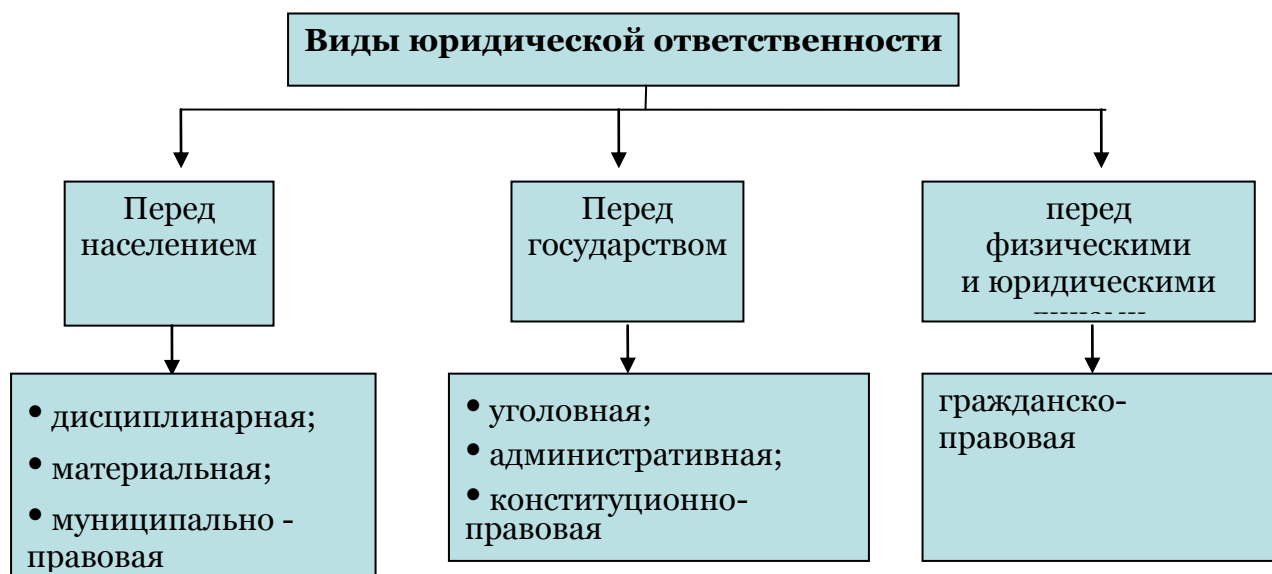 Виды юридической ответственности
Перед
населением
Перед
государством
перед
физическими
и юридическими
• дисциплинарная;
• материальная;
• муниципально -
правовая
• уголовная;
• административная;
• конституционно-
правовая
гражданско-
правовая